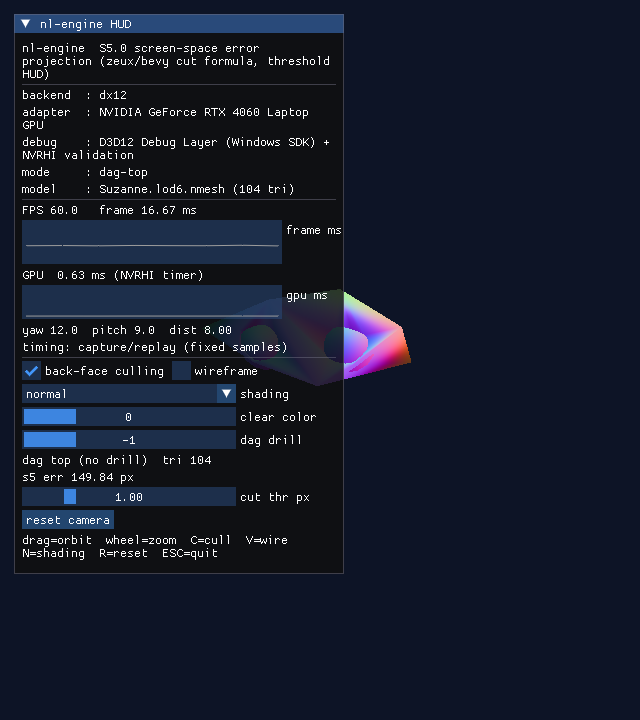 nl-engine HUD
nl-engine  S5.0 screen-space error
projection (zeux/bevy cut formula, threshold
HUD)
backend  : dx12
adapter  : NVIDIA GeForce RTX 4060 Laptop
GPU
debug    : D3D12 Debug Layer (Windows SDK) +
NVRHI validation
mode     : dag-top
model    : Suzanne.lod6.nmesh (104 tri)
FPS 60.0   frame 16.67 ms
frame ms
GPU  0.63 ms (NVRHI timer)
gpu ms
yaw 12.0  pitch 9.0  dist 8.00
timing: capture/replay (fixed samples)
back-face culling  wireframe
normal  shading
0  clear color
-1  dag drill
dag top (no drill)  tri 104
s5 err 149.84 px
1.00  cut thr px
reset camera
drag=orbit  wheel=zoom  C=cull  V=wire
N=shading  R=reset  ESC=quit